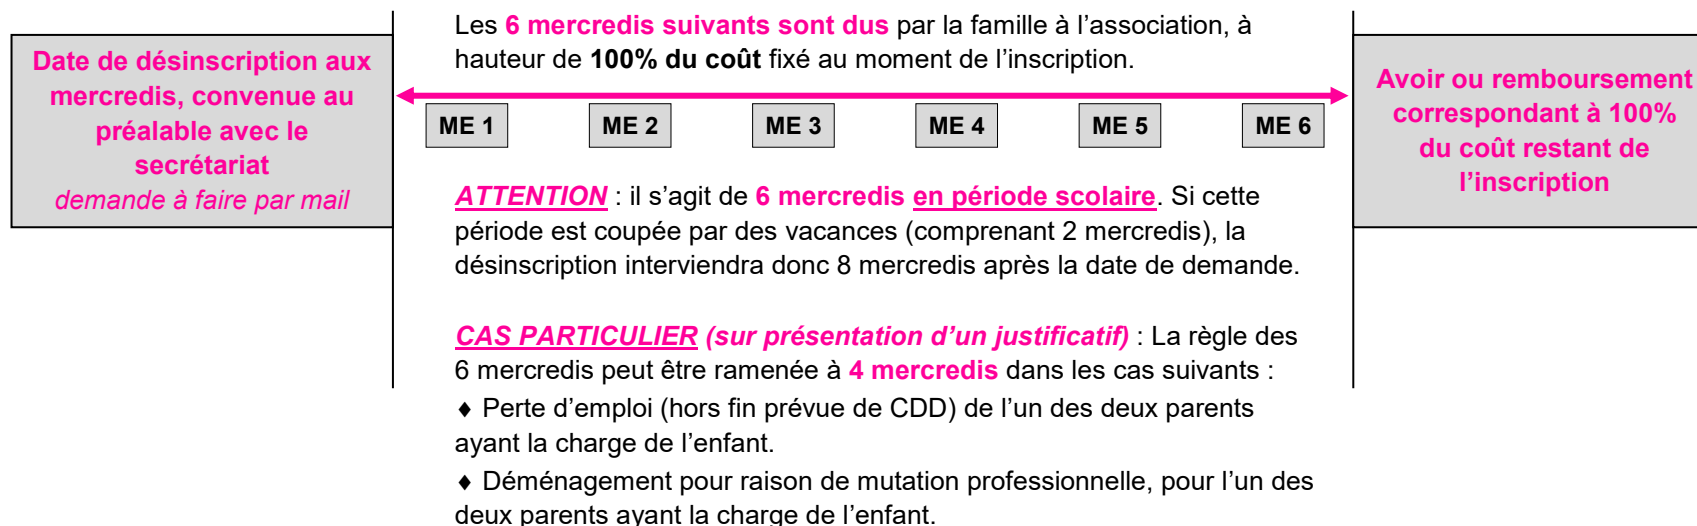 Date de désinscription aux
mercredis, convenue au
préalable avec le
secrétariat
demande à faire par mail
Les 6 mercredis suivants sont dus par la famille à l’association, à
hauteur de 100% du coût fixé au moment de l’inscription.
ME 1 ME 2 ME 3 ME 4 ME 5 ME 6
ATTENTION : il s’agit de 6 mercredis en période scolaire. Si cette
période est coupée par des vacances (comprenant 2 mercredis), la
désinscription interviendra donc 8 mercredis après la date de demande.
CAS PARTICULIER (sur présentation d’un justificatif) : La règle des
6 mercredis peut être ramenée à 4 mercredis dans les cas suivants :
♦ Perte d’emploi (hors fin prévue de CDD) de l’un des deux parents
ayant la charge de l’enfant.
♦ Déménagement pour raison de mutation professionnelle, pour l’un des
deux parents ayant la charge de l’enfant.
Avoir ou remboursement
correspondant à 100%
du coût restant de
l’inscription